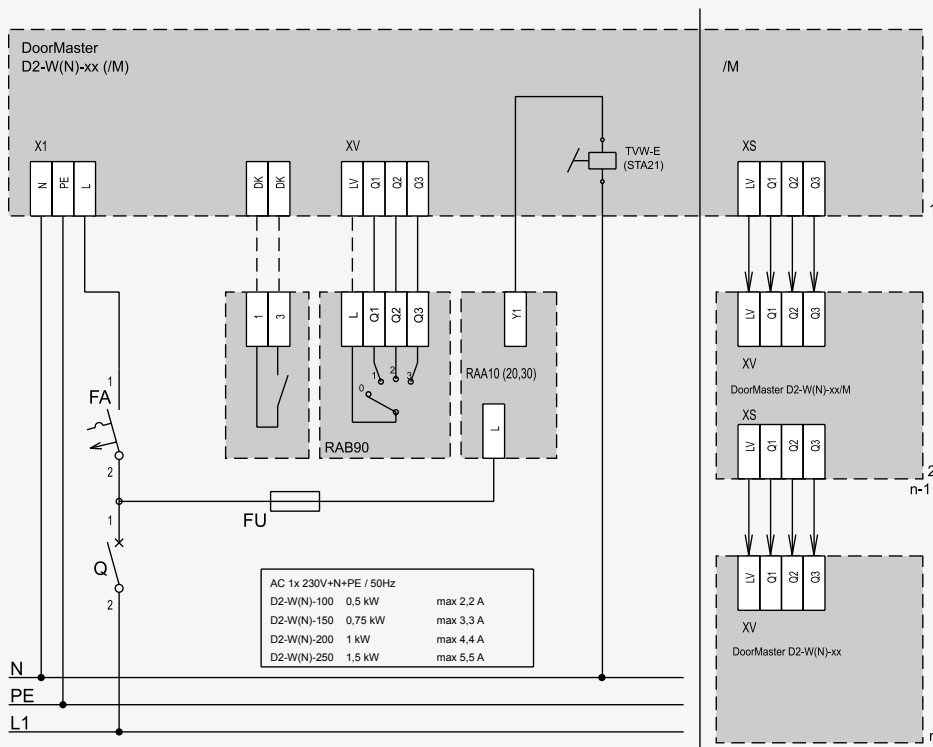 DoorMaster
D2-W(N)-xx (/M)
/M
X1
XV
XS
TVW-E
(STA21)
N PE L
DK DK
LV Q1 Q2 Q3
LV Q1 Q2 Q3
1
1 3
L Q1 Q2 Q3
Y1
LV Q1 Q2 Q3
XV
RAA10 (20,30)
0 1 2 3
DoorMaster D2-W(N)-xx/M
1
FA
2
L
XS
RAB90
LV Q1 Q2 Q3
2
n-1
FU
1
Q
2
LV Q1 Q2 Q3
XV
DoorMaster D2-W(N)-xx
AC 1x 230V+N+PE / 50Hz
D2-W(N)-100 0,5 kW max 2,2 A
D2-W(N)-150 0,75 kW max 3,3 A
D2-W(N)-200 1 kW max 4,4 A
D2-W(N)-250 1,5 kW max 5,5 A
N
PE
L1
n